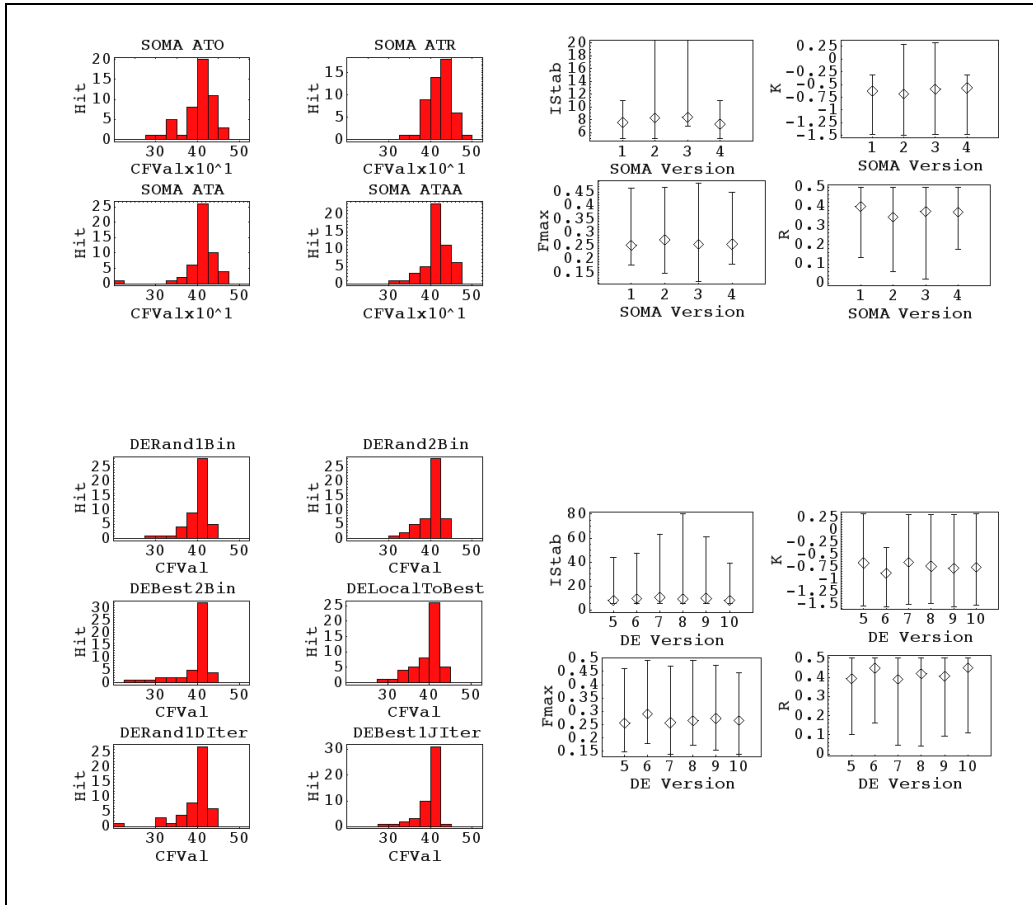 SOMA ATO
20
15
10
5
0
Hit
30 40 50
CFValx10^1
SOMA ATR
15
10
5
0
Hit
30 40 50
CFValx10^1
SOMA ATA
25
20
15
10
5
0
Hit
30 40 50
CFValx10^1
SOMA ATAA
20
15
10
5
0
Hit
30 40 50
CFValx10^1
20
18
16
14
12
10
8
6
IStab
1 2 3 4
SOMA Version
0.25
0
-0.25
-0.5
-0.75
-1
-1.25
-1.5
K
1 2 3 4
SOMA Version
0.45
0.4
0.35
0.3
0.25
0.2
0.15
Fmax
1 2 3 4
SOMA Version
0.5
0.4
0.3
0.2
0.1
0
R
1 2 3 4
SOMA Version
DERand1Bin
25
20
15
10
5
0
Hit
30 40 50
CFVal
DERand2Bin
25
20
15
10
5
0
Hit
30 40 50
CFVal
DEBest2Bin
30
25
20
15
10
5
0
Hit
30 40 50
CFVal
DELocalToBest
25
20
15
10
5
0
Hit
30 40 50
CFVal
DERand1DIter
25
20
15
10
5
0
Hit
30 40 50
CFVal
DEBest1JIter
30
20
10
0
Hit
30 40 50
CFVal
80
60
40
20
0
IStab
5 6 7 8 9 10
DE Version
0.25
0
-0.25
-0.5
-0.75
-1
-1.25
-1.5
K
5 6 7 8 9 10
DE Version
0.5
0.45
0.4
0.35
0.3
0.25
0.2
0.15
Fmax
5 6 7 8 9 10
DE Version
0.5
0.4
0.3
0.2
0.1
0
R
5 6 7 8 9 10
DE Version